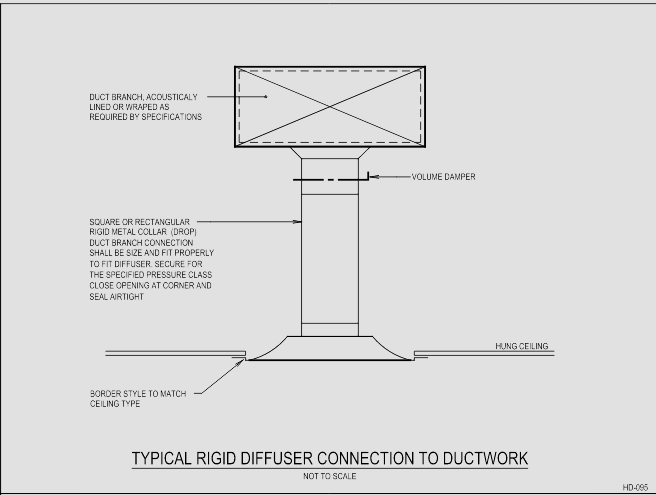 DUCT BRANCH, ACOUSTICALY
LINED OR WRAPED AS
REQUIRED BY SPECIFICATIONS
VOLUME DAMPER
SQUARE OR RECTANGULAR
RIGID METAL COLLAR (DROP)
DUCT BRANCH CONNECTION
SHALL BE SIZE AND FIT PROPERLY
TO FIT DIFFUSER. SECURE FOR
THE SPECIFIED PRESSURE CLASS
CLOSE OPENING AT CORNER AND
SEAL AIRTIGHT
HUNG CEILING
BORDER STYLE TO MATCH
CEILING TYPE
TYPICAL RIGID DIFFUSER CONNECTION TO DUCTWORK
NOT TO SCALE
HD-095